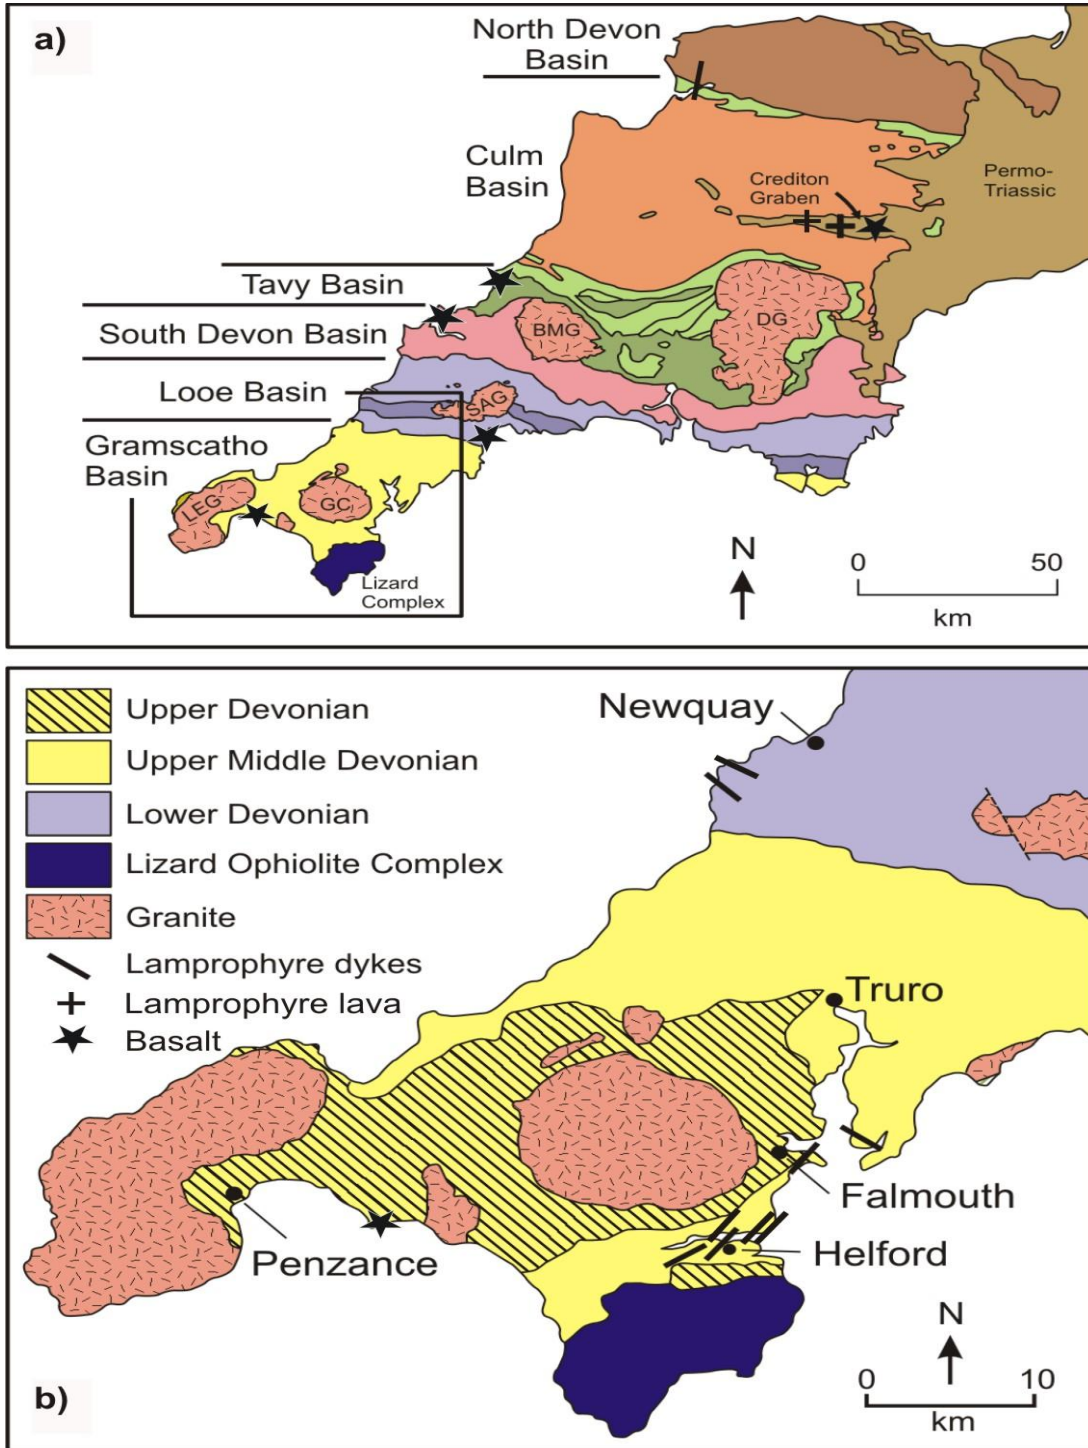 a)
North Devon
Basin
Culm
Basin
Crediton
Graben
Permo-
Triassic
Tavy Basin
South Devon Basin
BMG
DG
Looe Basin
SAG
Gramscatho
Basin
LEG
GC
Lizard
Complex
N
0 50
km
Upper Devonian
Upper Middle Devonian
Lower Devonian
Lizard Ophiolite Complex
Granite
Lamprophyre dykes
Lamprophyre lava
Basalt
Newquay
Truro
Falmouth
Penzance
Helford
N
0 10
km
b)